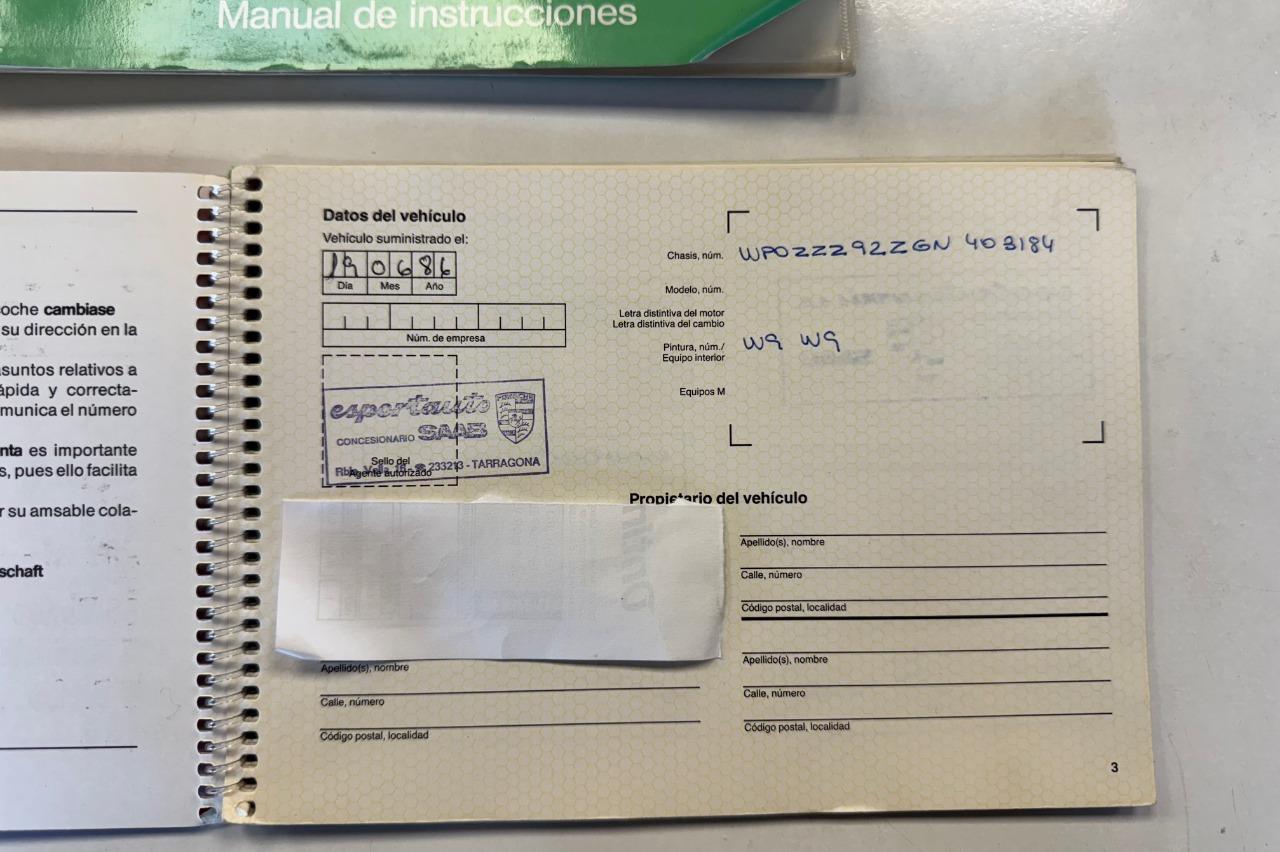 Manual de instrucciones
oche cambiase
su dirección en la
suntos relativos a
ápida y correcta-
munica el número
nta es importante
s, pues ello facilita
r su amsable cola-
schaft
Datos del vehículo
Vehículo suministrado el:
19 06 86
Día Mes Año
Núm. de empresa
esportauto
CONCESIONARIO SAAB
PORSCHE
Sello del
Agente autorizado
233213 - TARRAGONA
Chasis, núm. WPOZZZ92ZGN 403184
Modelo, núm.
Letra distintiva del motor
Letra distintiva del cambio
Pintura, núm./
Equipo interior
W9 W9
Equipos M
Propietario del vehículo
Apellido(s), nombre
Calle, número
Código postal, localidad
Apellido(s), nombre
Calle, número
Código postal, localidad
Apellido(s), nombre
Calle, número
Código postal, localidad
3